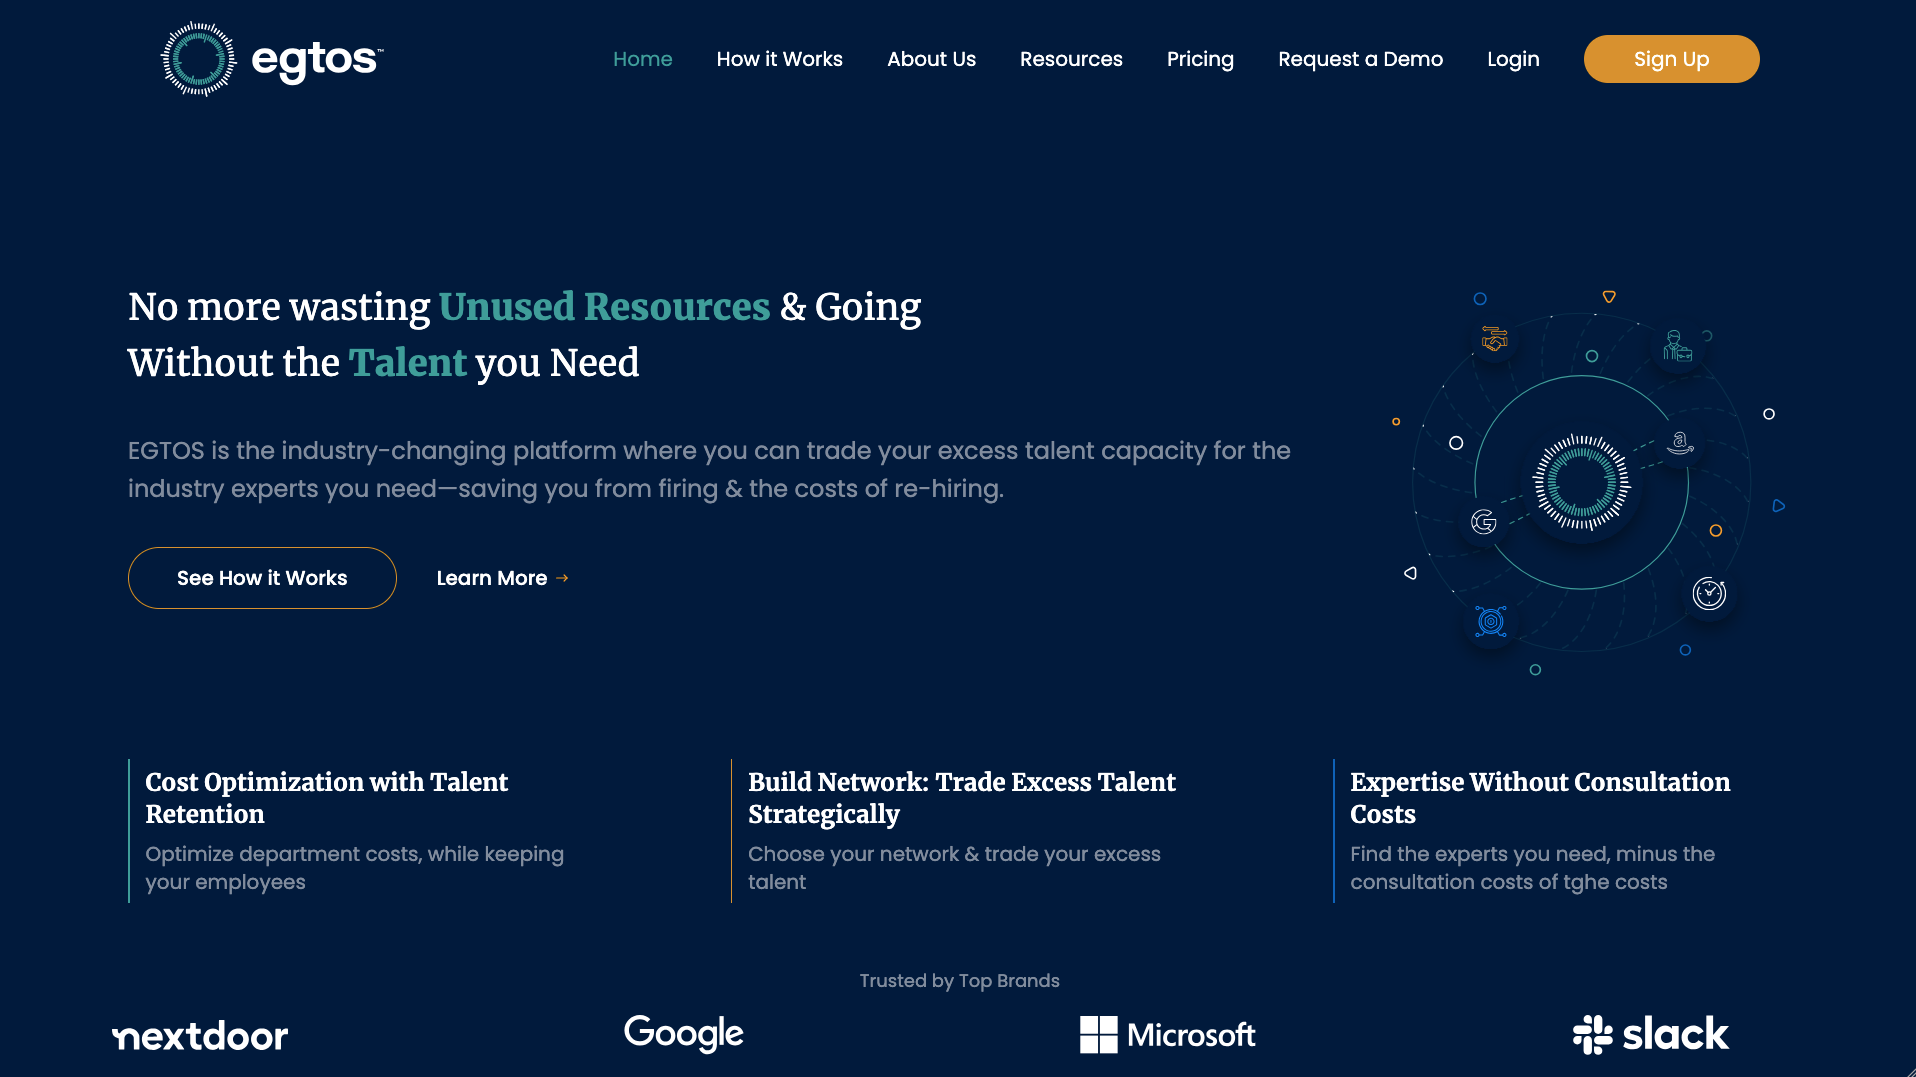 egtos™
Home
How it Works
About Us
Resources
Pricing
Request a Demo
Login
Sign Up
No more wasting Unused Resources & Going
Without the Talent you Need
EGTOS is the industry-changing platform where you can trade your excess talent capacity for the
industry experts you need—saving you from firing & the costs of re-hiring.
See How it Works
Learn More →
Cost Optimization with Talent
Retention
Optimize department costs, while keeping
your employees
Build Network: Trade Excess Talent
Strategically
Choose your network & trade your excess
talent
Expertise Without Consultation
Costs
Find the experts you need, minus the
consultation costs of tghe costs
Trusted by Top Brands
nextdoor
Google
Microsoft
slack